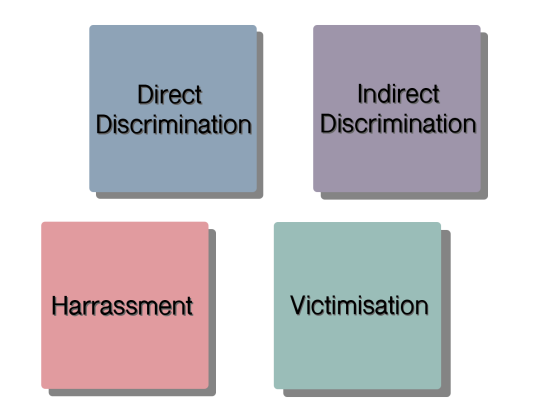 Direct
Discrimination
Indirect
Discrimination
Harrassment
Victimisation